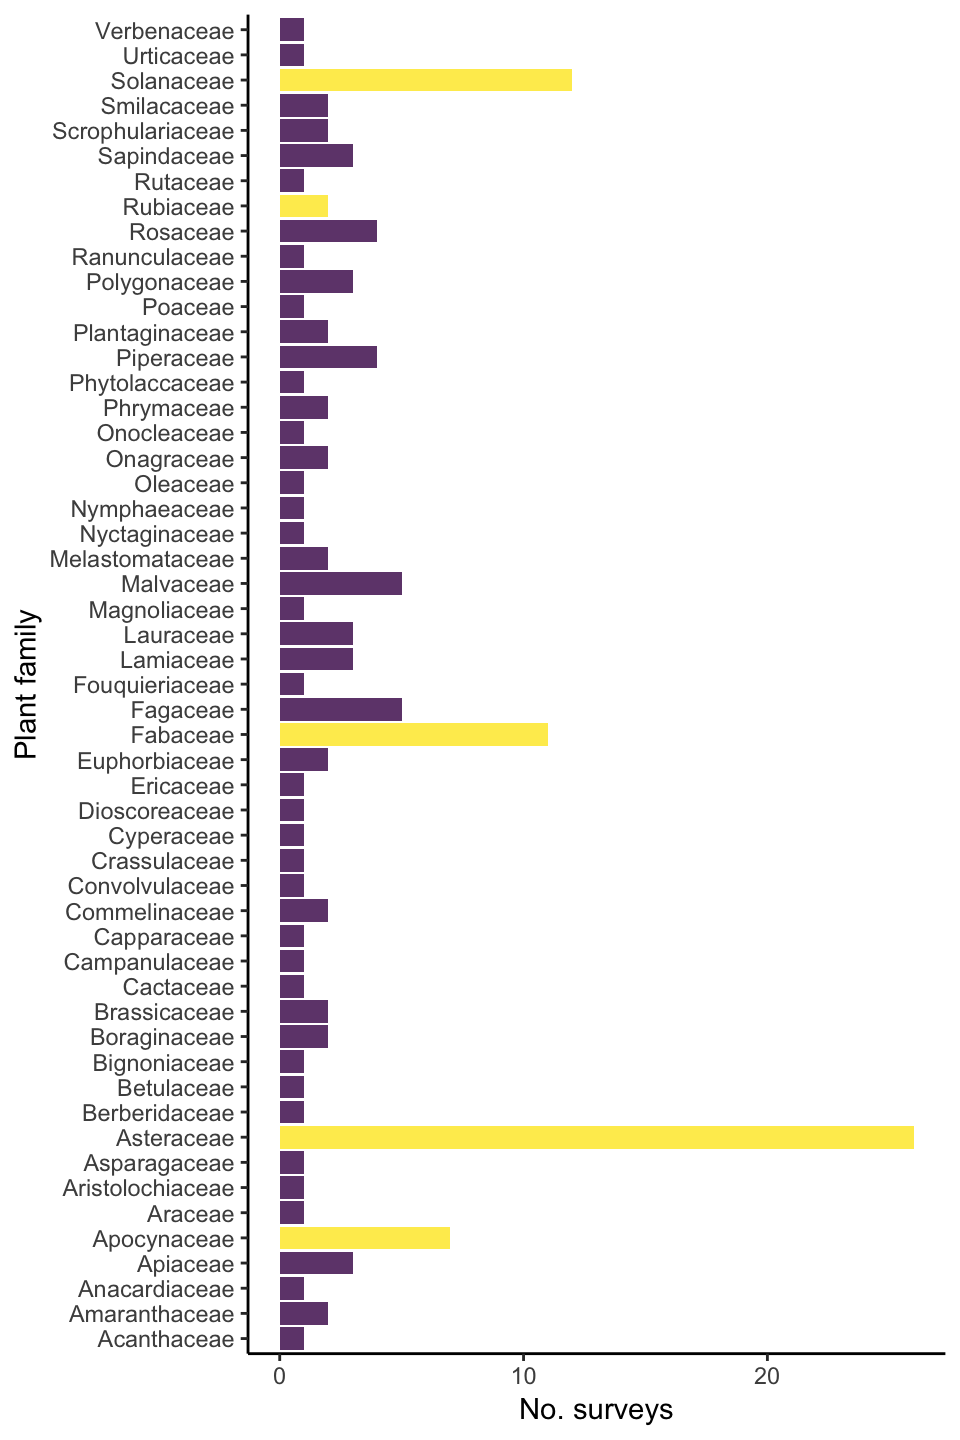 Verbenaceae
Urticaceae
Solanaceae
Smilacaceae
Scrophulariaceae
Sapindaceae
Rutaceae
Rubiaceae
Rosaceae
Ranunculaceae
Polygonaceae
Poaceae
Plantaginaceae
Piperaceae
Phytolaccaceae
Phrymaceae
Onocleaceae
Onagraceae
Oleaceae
Nymphaeaceae
Nyctaginaceae
Melastomataceae
Malvaceae
Magnoliaceae
Lauraceae
Lamiaceae
Fouquieriaceae
Fagaceae
Fabaceae
Euphorbiaceae
Ericaceae
Dioscoreaceae
Cyperaceae
Crassulaceae
Convolvulaceae
Commelinaceae
Capparaceae
Campanulaceae
Cactaceae
Brassicaceae
Boraginaceae
Bignoniaceae
Betulaceae
Berberidaceae
Asteraceae
Asparagaceae
Aristolochiaceae
Araceae
Apocynaceae
Apiaceae
Anacardiaceae
Amaranthaceae
Acanthaceae
Plant family
0 10 20
No. surveys